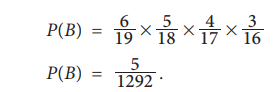 P(B) = 6/19 × 5/18 × 4/17 × 3/16
P(B) = 5/1292 .